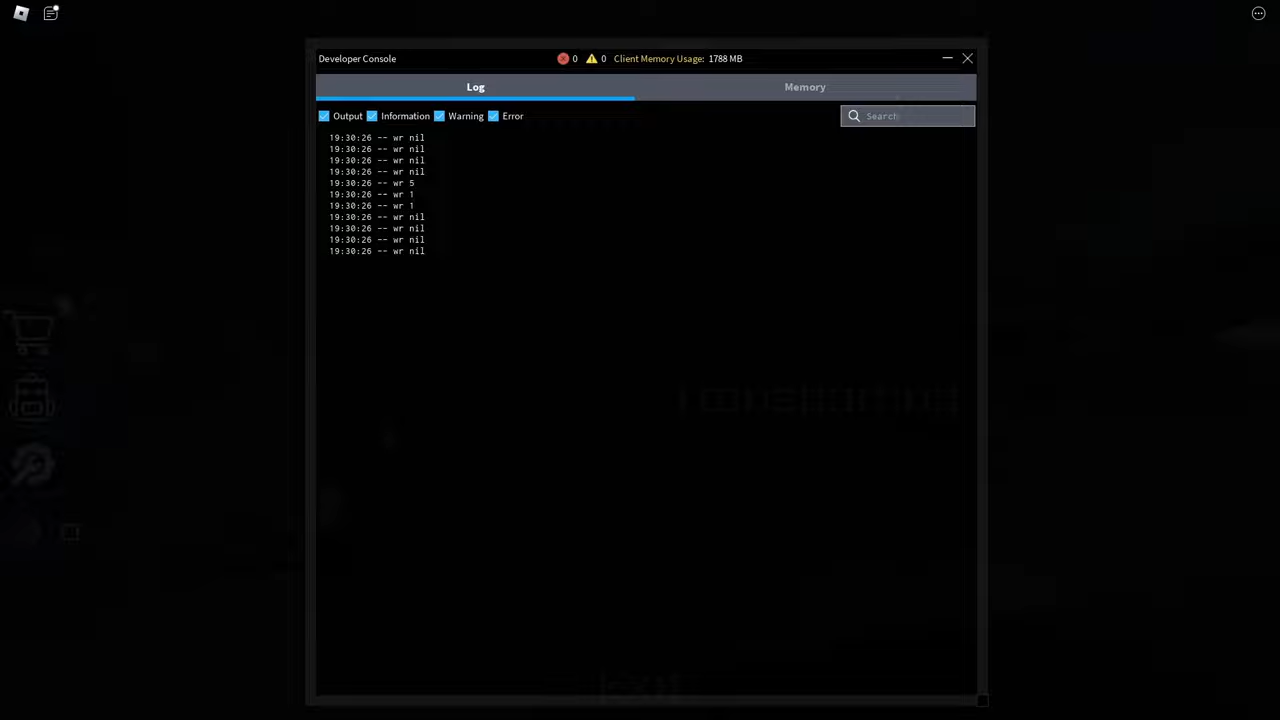 Developer Console 0 0 Client Memory Usage: 1788 MB
Log Memory
Output Information Warning Error Search
19:30:26 -- wr nil
19:30:26 -- wr nil
19:30:26 -- wr nil
19:30:26 -- wr nil
19:30:26 -- wr 5
19:30:26 -- wr 1
19:30:26 -- wr 1
19:30:26 -- wr nil
19:30:26 -- wr nil
19:30:26 -- wr nil
19:30:26 -- wr nil